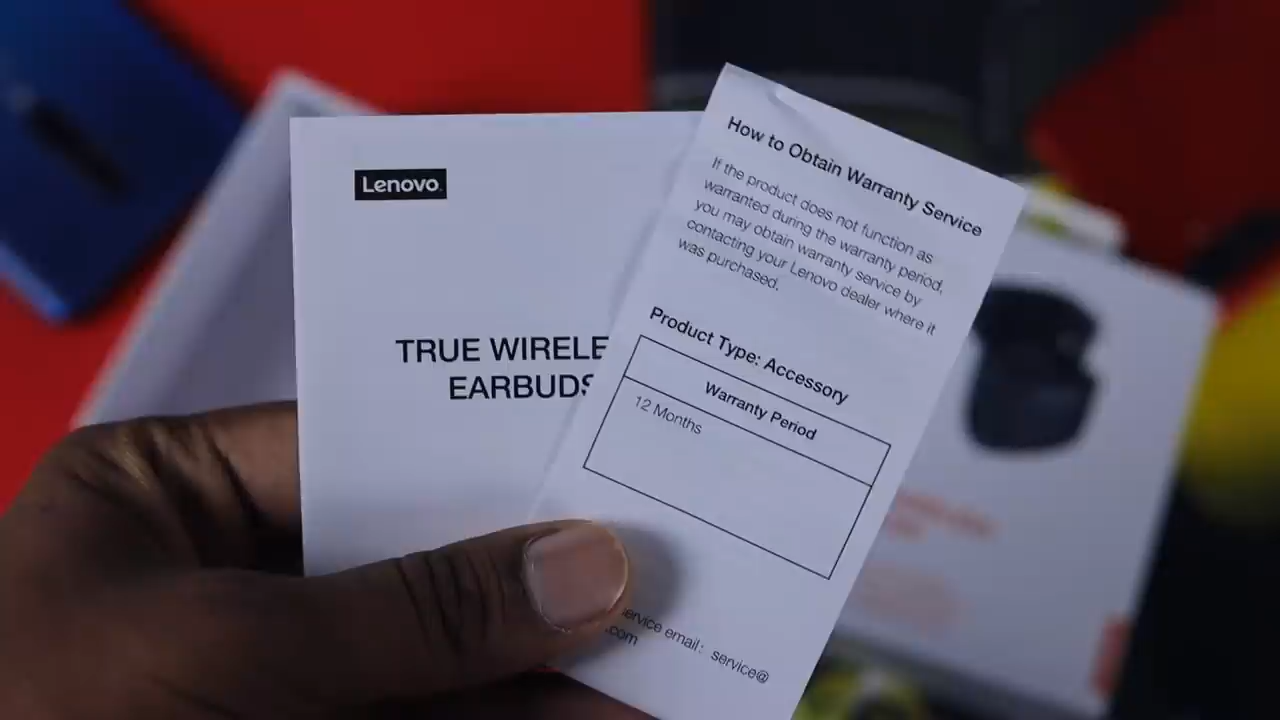 Lenovo
TRUE WIRELE
EARBUDS
How to Obtain Warranty Service
If the product does not function as
warranted during the warranty period,
you may obtain warranty service by
contacting your Lenovo dealer where it
was purchased.
Product Type: Accessory
Warranty Period
12 Months
service email: service@
.com